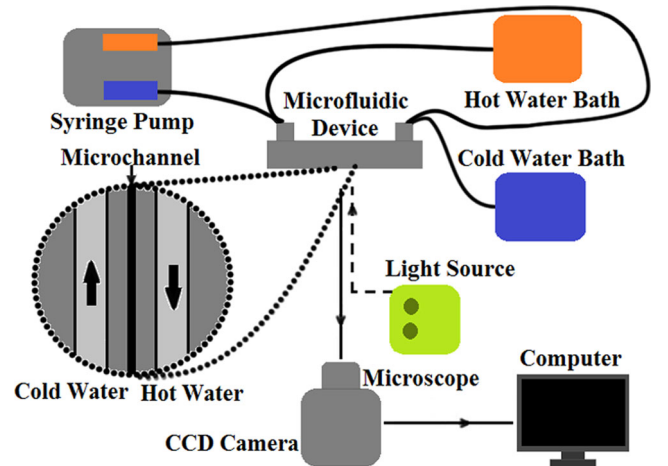 Syringe Pump
Microfluidic
Device
Hot Water Bath
Microchannel
Cold Water Bath
Light Source
Cold Water
Hot Water
Microscope
Computer
CCD Camera